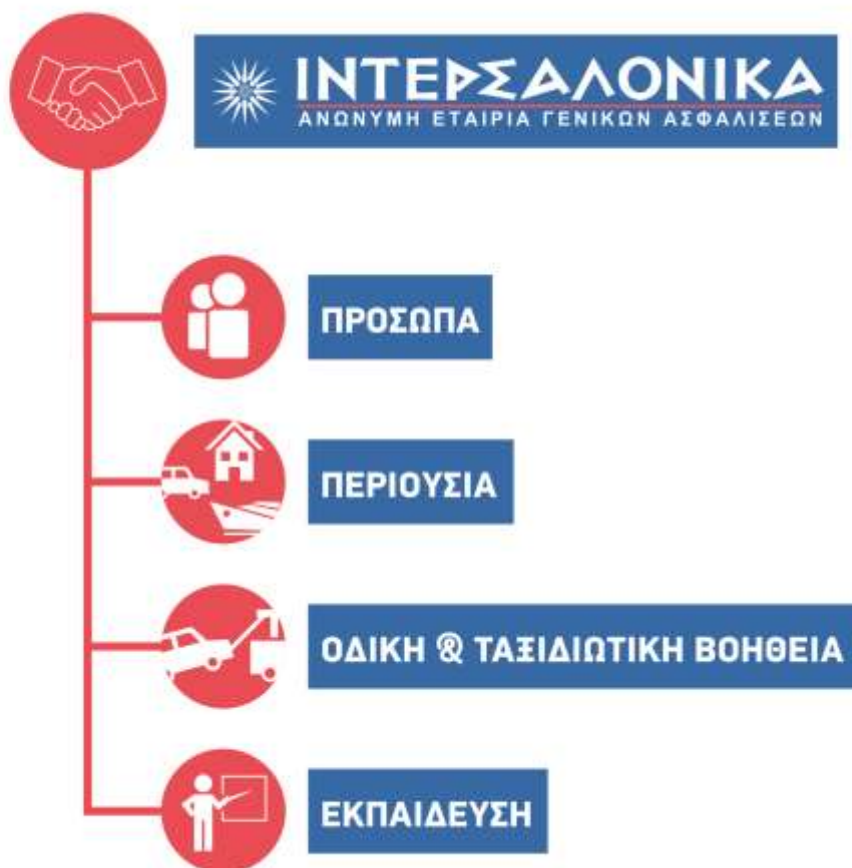 ΙΝΤΕΡΣΑΛΟΝΙΚΑ
ΑΝΩΝΥΜΗ ΕΤΑΙΡΙΑ ΓΕΝΙΚΩΝ ΑΣΦΑΛΙΣΕΩΝ
ΠΡΟΣΩΠΑ
ΠΕΡΙΟΥΣΙΑ
ΟΔΙΚΗ & ΤΑΞΙΔΙΩΤΙΚΗ ΒΟΗΘΕΙΑ
ΕΚΠΑΙΔΕΥΣΗ